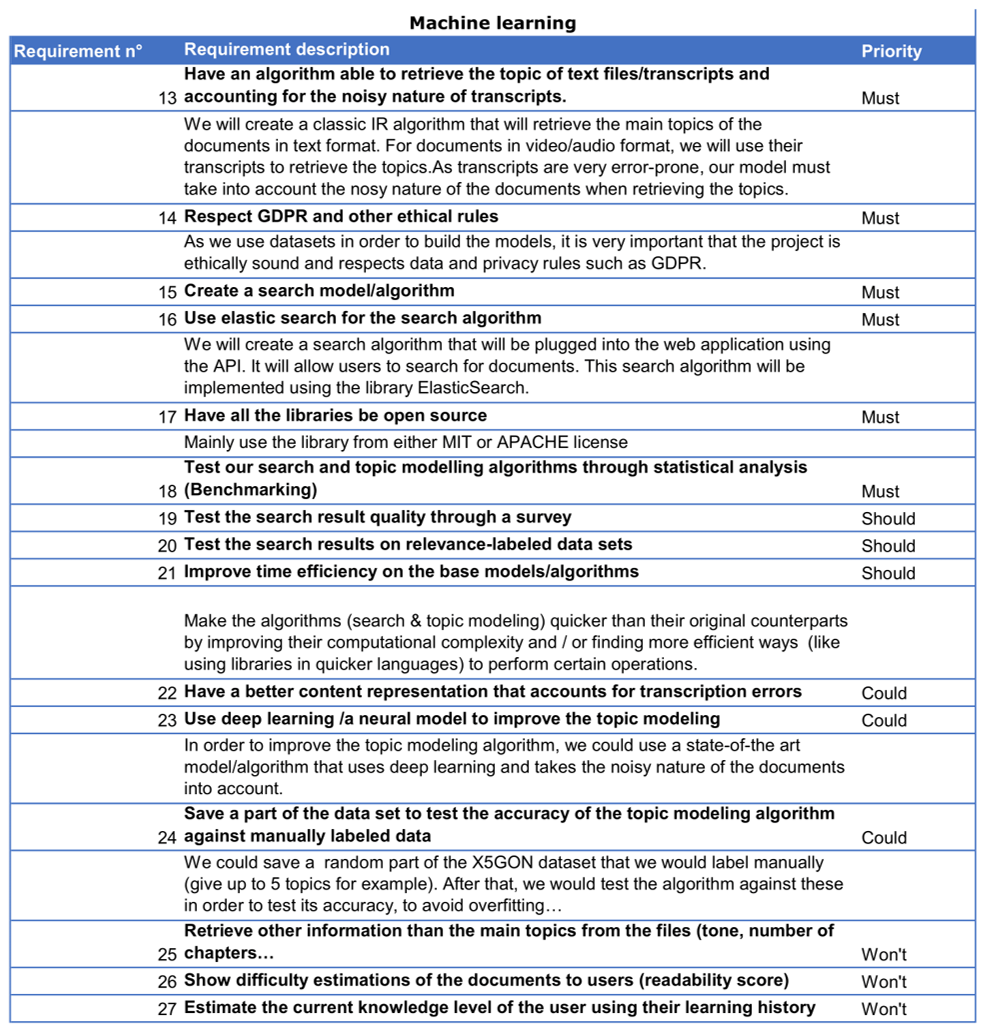 Machine learning
Requirement n° Requirement description Priority
Have an algorithm able to retrieve the topic of text files/transcripts and
13 accounting for the noisy nature of transcripts. Must
We will create a classic IR algorithm that will retrieve the main topics of the
documents in text format. For documents in video/audio format, we will use their
transcripts to retrieve the topics.As transcripts are very error-prone, our model must
take into account the nosy nature of the documents when retrieving the topics.
14 Respect GDPR and other ethical rules Must
As we use datasets in order to build the models, it is very important that the project is
ethically sound and respects data and privacy rules such as GDPR.
15 Create a search model/algorithm Must
16 Use elastic search for the search algorithm Must
We will create a search algorithm that will be plugged into the web application using
the API. It will allow users to search for documents. This search algorithm will be
implemented using the library ElasticSearch.
17 Have all the libraries be open source Must
Mainly use the library from either MIT or APACHE license
Test our search and topic modelling algorithms through statistical analysis
18 (Benchmarking) Must
19 Test the search result quality through a survey Should
20 Test the search results on relevance-labeled data sets Should
21 Improve time efficiency on the base models/algorithms Should
Make the algorithms (search & topic modeling) quicker than their original counterparts
by improving their computational complexity and / or finding more efficient ways (like
using libraries in quicker languages) to perform certain operations.
22 Have a better content representation that accounts for transcription errors Could
23 Use deep learning /a neural model to improve the topic modeling Could
In order to improve the topic modeling algorithm, we could use a state-of-the art
model/algorithm that uses deep learning and takes the noisy nature of the documents
into account.
Save a part of the data set to test the accuracy of the topic modeling algorithm
24 against manually labeled data Could
We could save a random part of the X5GON dataset that we would label manually
(give up to 5 topics for example). After that, we would test the algorithm against these
in order to test its accuracy, to avoid overfitting…
Retrieve other information than the main topics from the files (tone, number of
25 chapters… Won't
26 Show difficulty estimations of the documents to users (readability score) Won't
27 Estimate the current knowledge level of the user using their learning history Won't